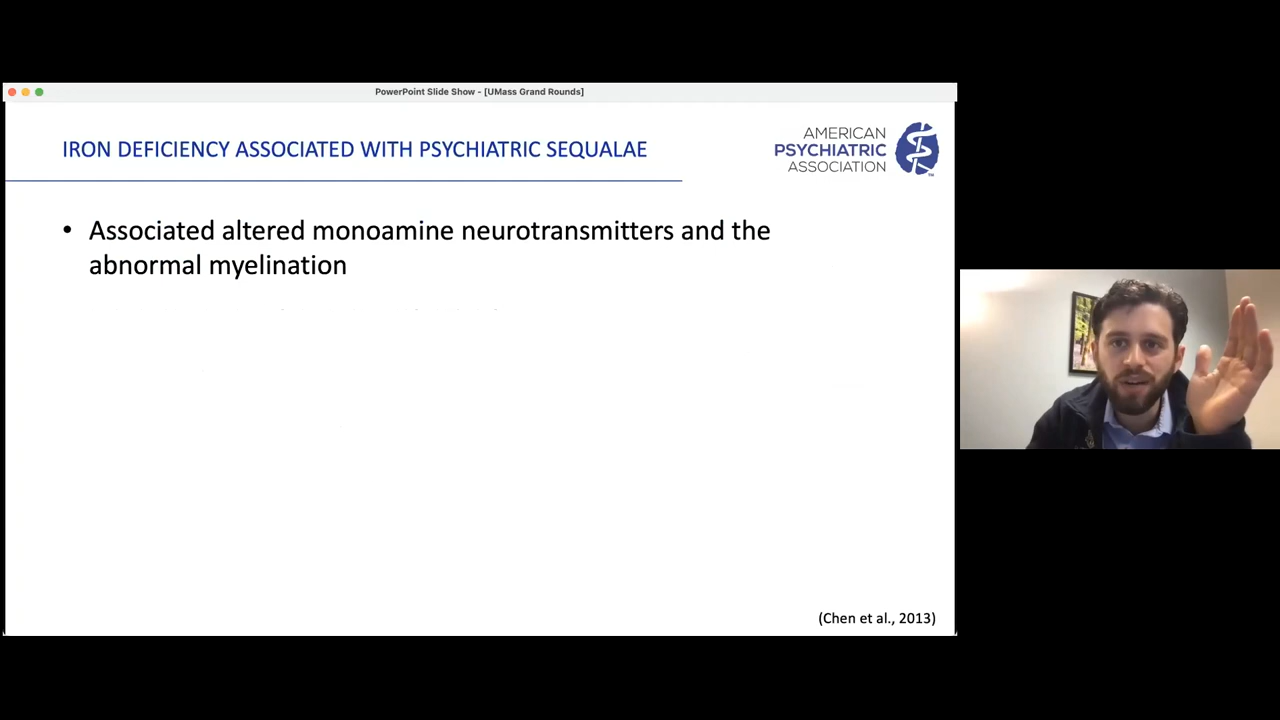 PowerPoint Slide Show - [UMass Grand Rounds]
IRON DEFICIENCY ASSOCIATED WITH PSYCHIATRIC SEQUALAE
AMERICAN
PSYCHIATRIC
ASSOCIATION
TM
• Associated altered monoamine neurotransmitters and the
abnormal myelination
(Chen et al., 2013)